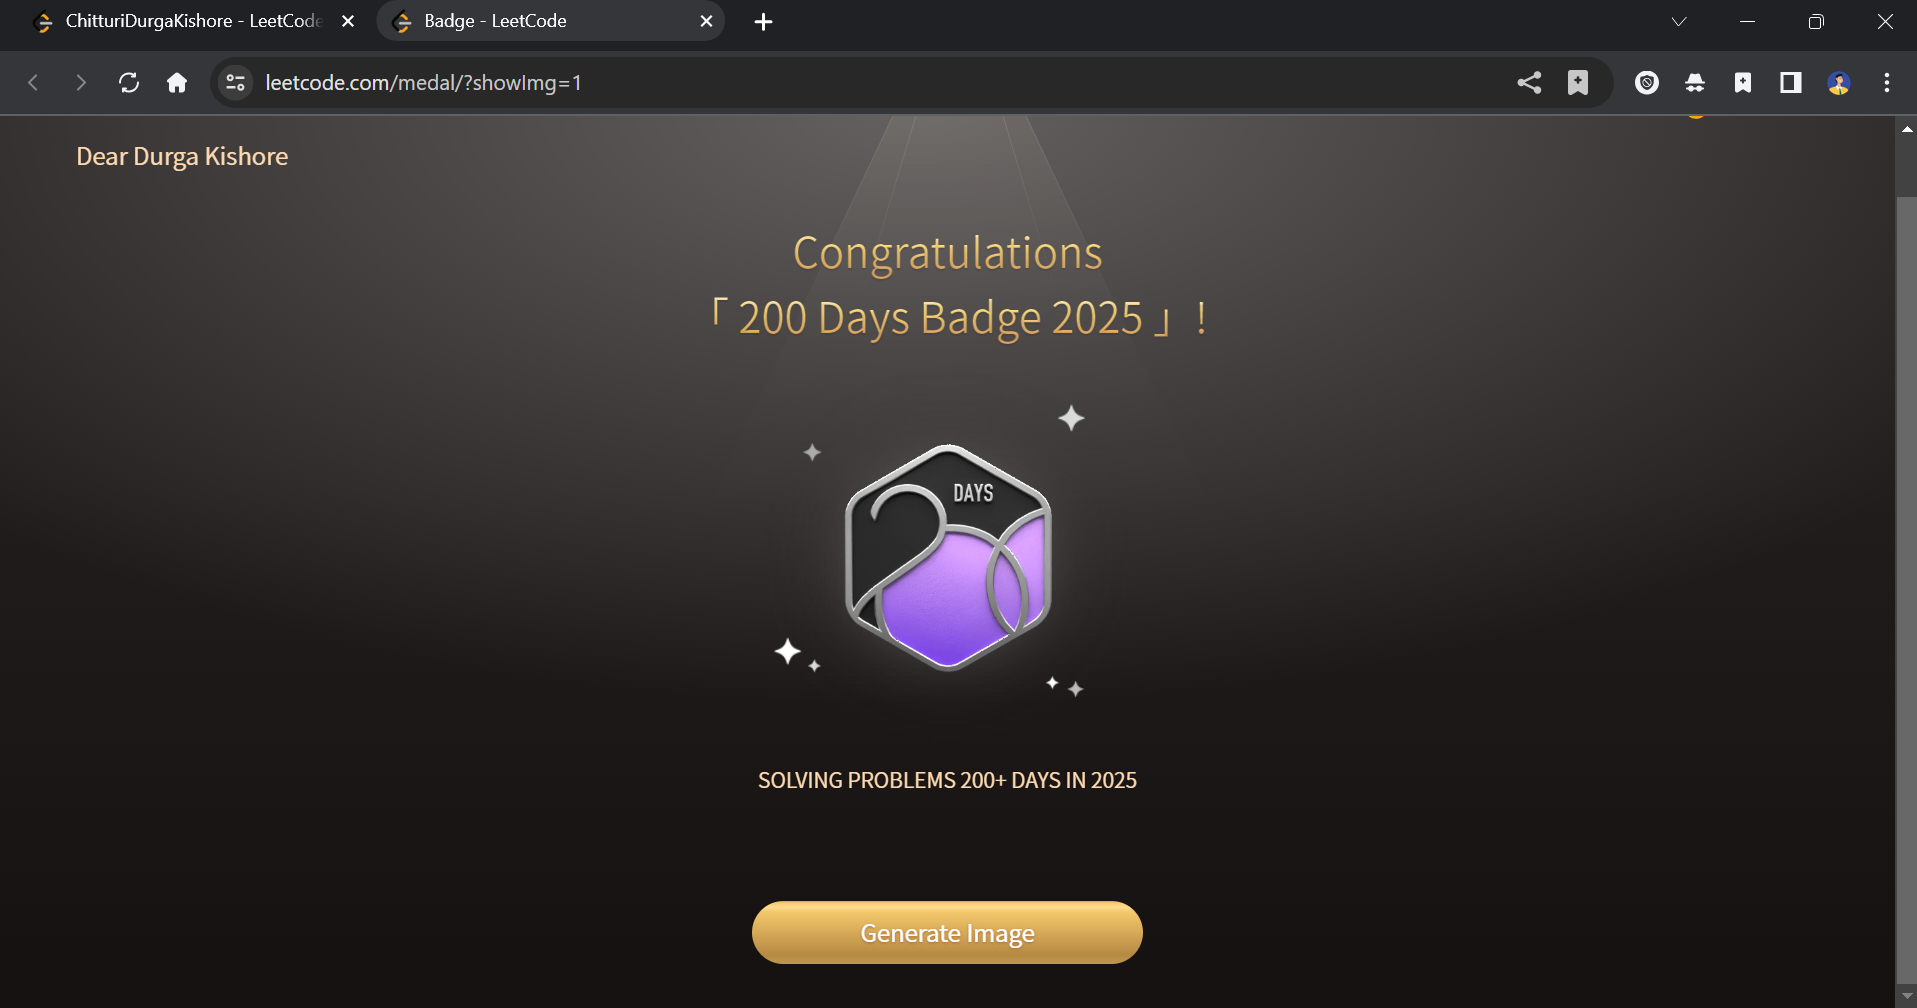 ChitturiDurgaKishore - LeetCode
Badge - LeetCode
leetcode.com/medal/?showImg=1
Dear Durga Kishore
Congratulations
「 200 Days Badge 2025 」 !
DAYS
200
SOLVING PROBLEMS 200+ DAYS IN 2025
Generate Image